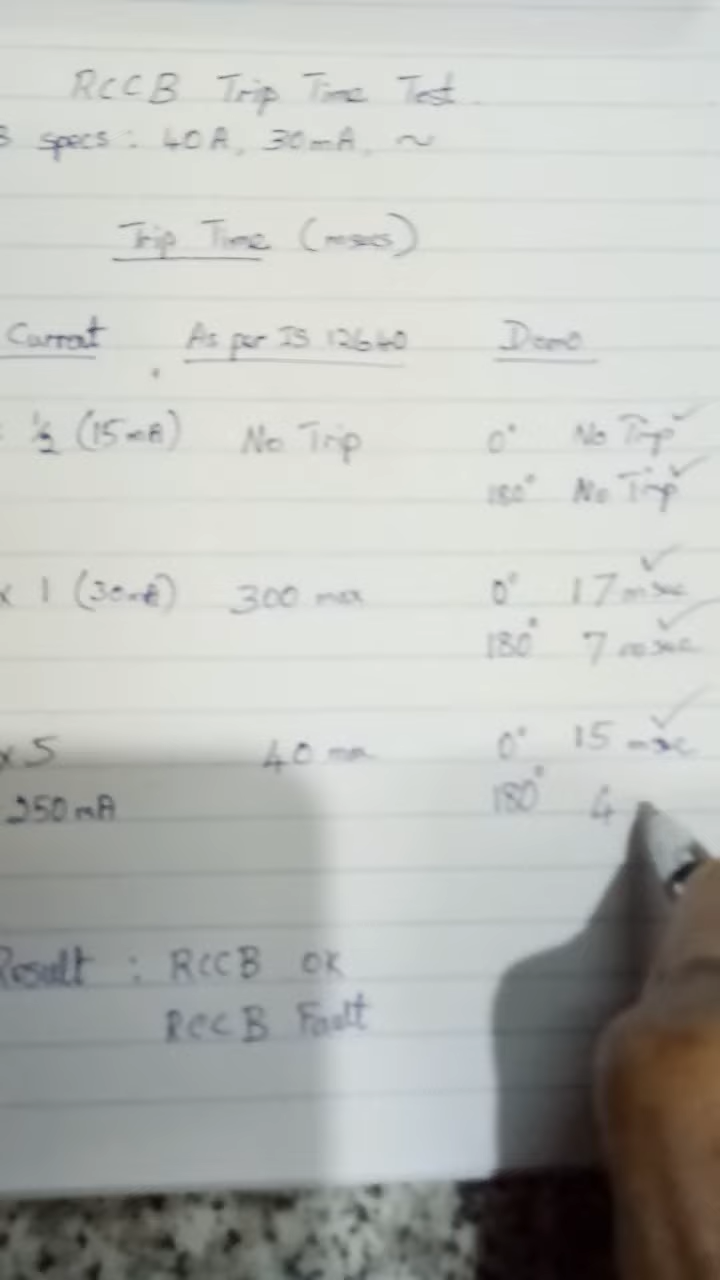 RCCB Trip Time Test
specs : 40A, 30mA, ~
Trip Time (msecs)
Current As per IS 12640 Demo
½ (15mA) No Trip 0° No Trip ✓
180° No Trip ✓
x 1 (30mA) 300 max 0° 17 msec ✓
180° 7 msec ✓
x 5 40 max 0° 15 msec ✓
250 mA 180° 4
Result : RCCB OK
RCCB Fault